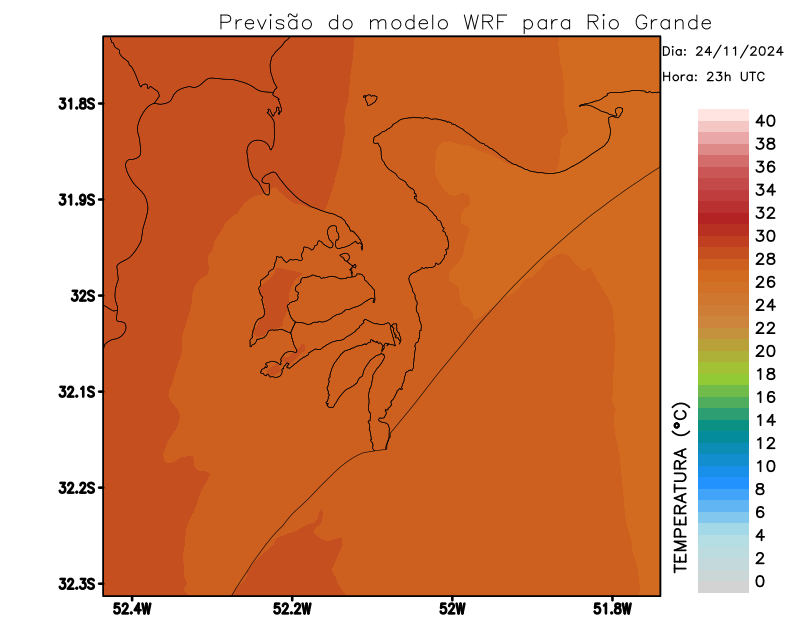 Previsão do modelo WRF para Rio Grande
Dia: 24/11/2024
Hora: 23h UTC
31.8S
31.9S
32S
32.1S
32.2S
32.3S
52.4W
52.2W
52W
51.8W
TEMPERATURA (°C)
40
38
36
34
32
30
28
26
24
22
20
18
16
14
12
10
8
6
4
2
0